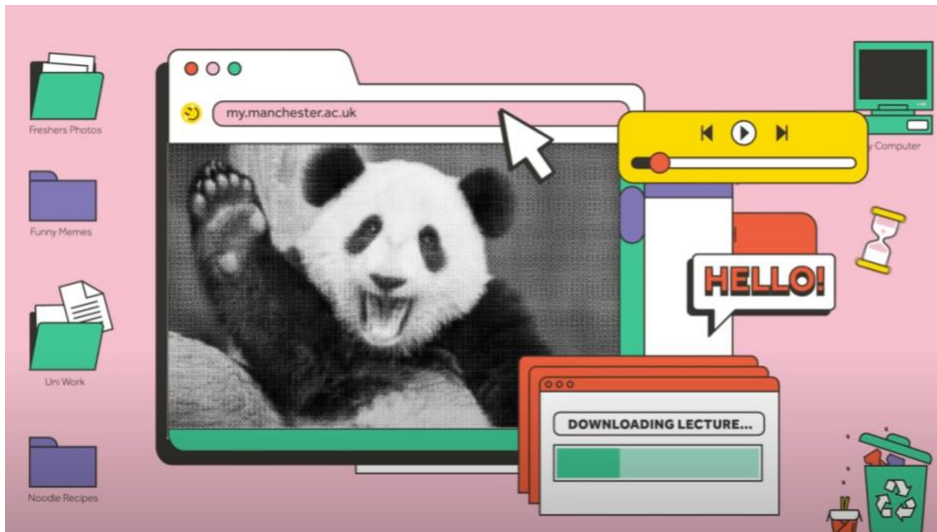 Freshers Photos
my.manchester.ac.uk
Computer
Funny Memes
HELLO!
Uni Work
DOWNLOADING LECTURE...
Noodle Recipes